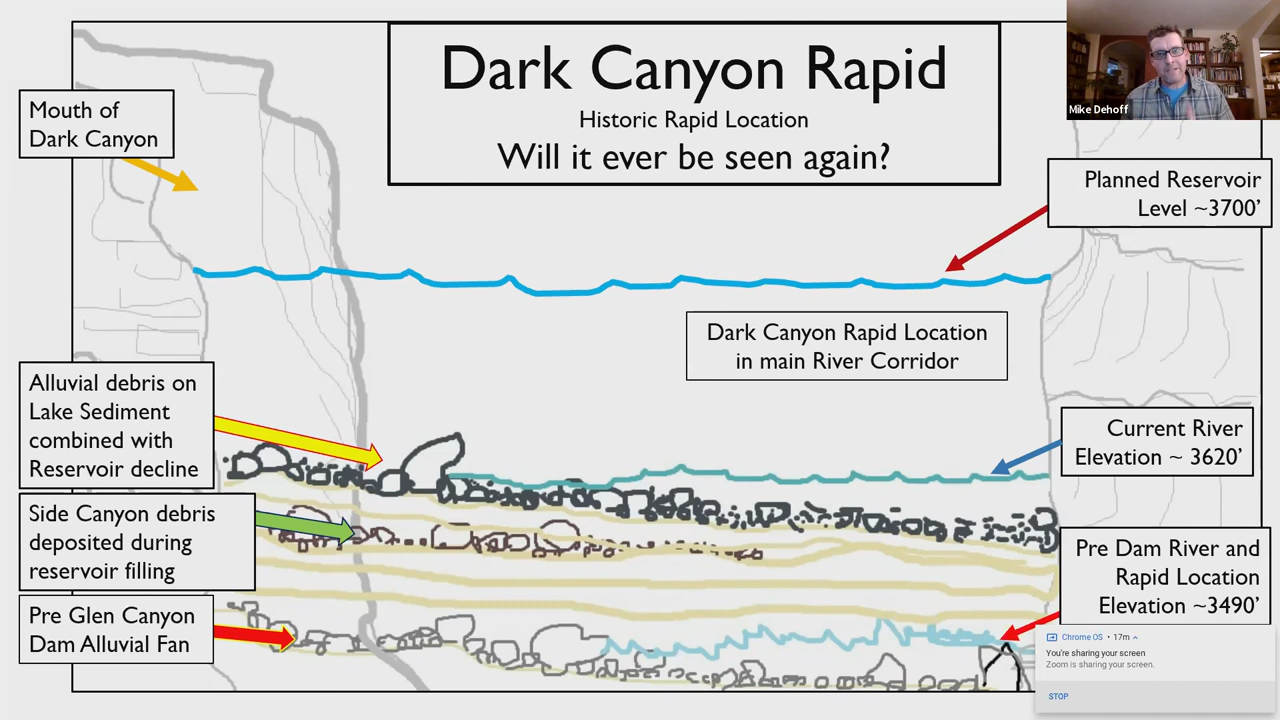 Dark Canyon Rapid
Historic Rapid Location
Will it ever be seen again?
Mike Dehoff
Mouth of
Dark Canyon
Planned Reservoir
Level ~3700’
Dark Canyon Rapid Location
in main River Corridor
Alluvial debris on
Lake Sediment
combined with
Reservoir decline
Current River
Elevation ~ 3620’
Side Canyon debris
deposited during
reservoir filling
Pre Dam River and
Rapid Location
Elevation ~3490’
Pre Glen Canyon
Dam Alluvial Fan
Chrome OS • 17m
You're sharing your screen
Zoom is sharing your screen.
STOP